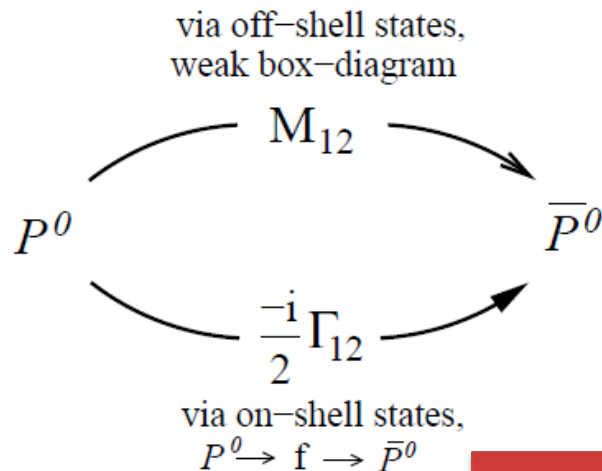 via off−shell states,
weak box−diagram
M₁₂
P⁰ P̅⁰
−i/2 Γ₁₂
via on−shell states,
P⁰→ f → P̅⁰